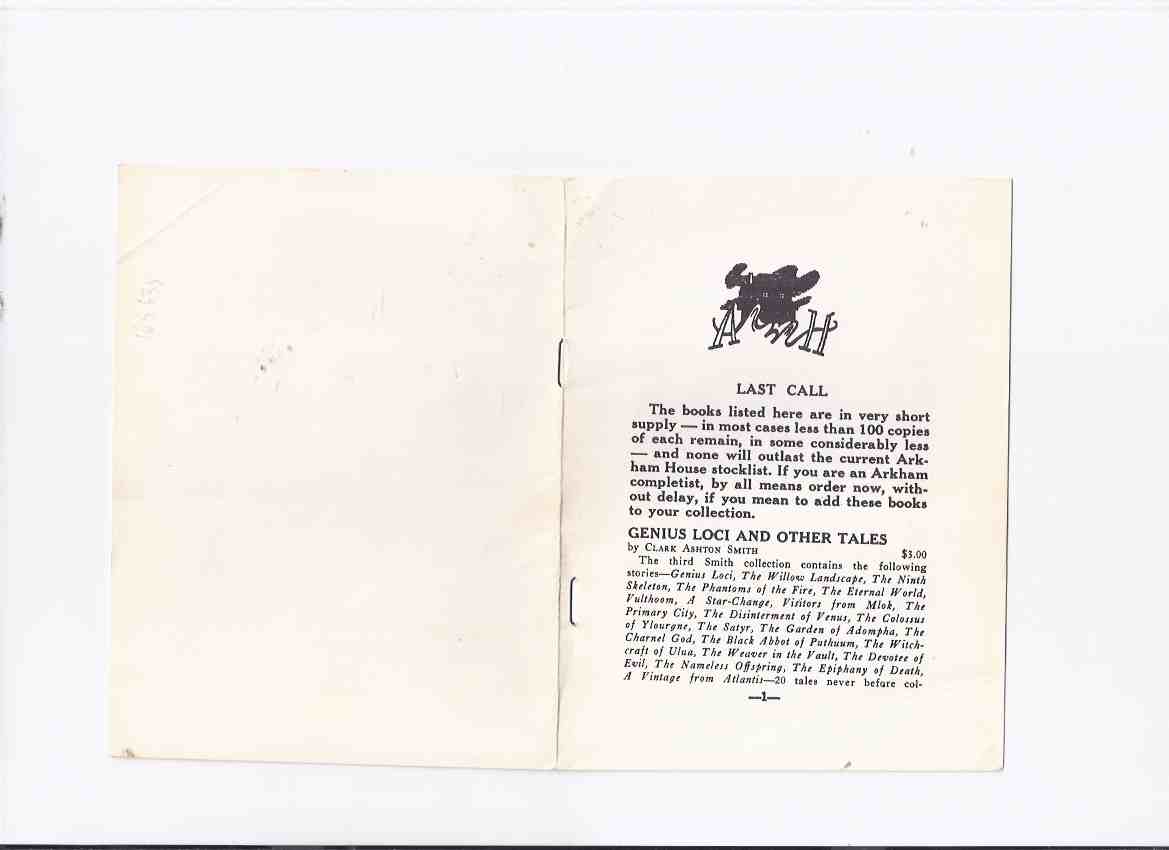 AH
LAST CALL
The books listed here are in very short
supply — in most cases less than 100 copies
of each remain, in some considerably less
— and none will outlast the current Ark-
ham House stocklist. If you are an Arkham
completist, by all means order now, with-
out delay, if you mean to add these books
to your collection.
GENIUS LOCI AND OTHER TALES
by CLARK ASHTON SMITH $3.00
The third Smith collection contains the following
stories—Genius Loci, The Willow Landscape, The Ninth
Skeleton, The Phantoms of the Fire, The Eternal World,
Vulthoom, A Star-Change, Visitors from Mlok, The
Primary City, The Disinterment of Venus, The Colossus
of Ylourgne, The Satyr, The Garden of Adompha, The
Charnel God, The Black Abbot of Puthuum, The Witch-
craft of Ulua, The Weaver in the Vault, The Devotee of
Evil, The Nameless Offspring, The Epiphany of Death,
A Vintage from Atlantis—20 tales never before col-
—1—